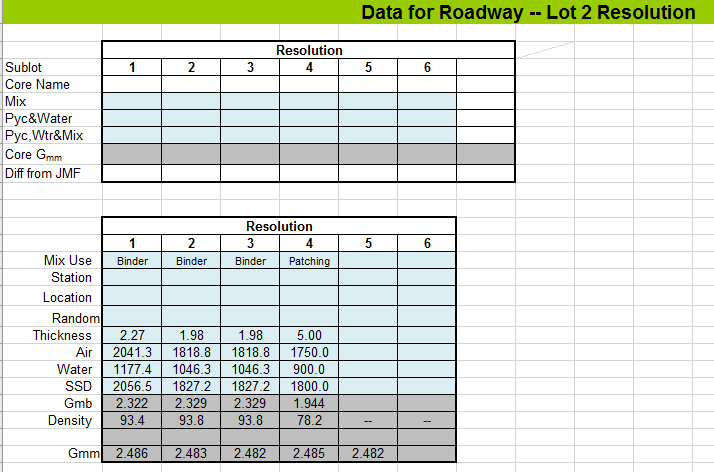 Data for Roadway -- Lot 2 Resolution
Resolution
Sublot 1 2 3 4 5 6
Core Name
Mix
Pyc&Water
Pyc,Wtr&Mix
Core Gmm
Diff from JMF
Resolution
1 2 3 4 5 6
Mix Use Binder Binder Binder Patching
Station
Location
Random
Thickness 2.27 1.98 1.98 5.00
Air 2041.3 1818.8 1818.8 1750.0
Water 1177.4 1046.3 1046.3 900.0
SSD 2056.5 1827.2 1827.2 1800.0
Gmb 2.322 2.329 2.329 1.944
Density 93.4 93.8 93.8 78.2 -- --
Gmm 2.486 2.483 2.482 2.485 2.482